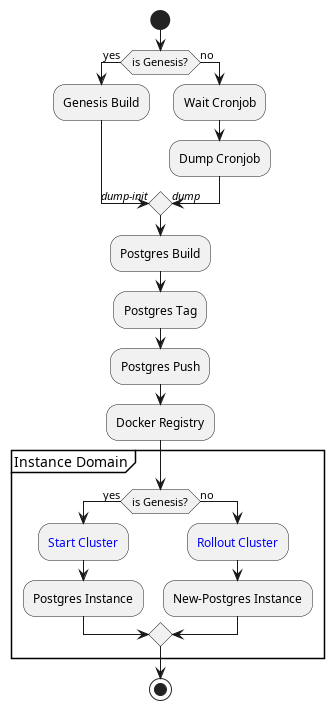 yes
is Genesis?
no
Genesis Build
Wait Cronjob
Dump Cronjob
dump-init
dump
Postgres Build
Postgres Tag
Postgres Push
Docker Registry
Instance Domain
yes
is Genesis?
no
Start Cluster
Rollout Cluster
Postgres Instance
New-Postgres Instance